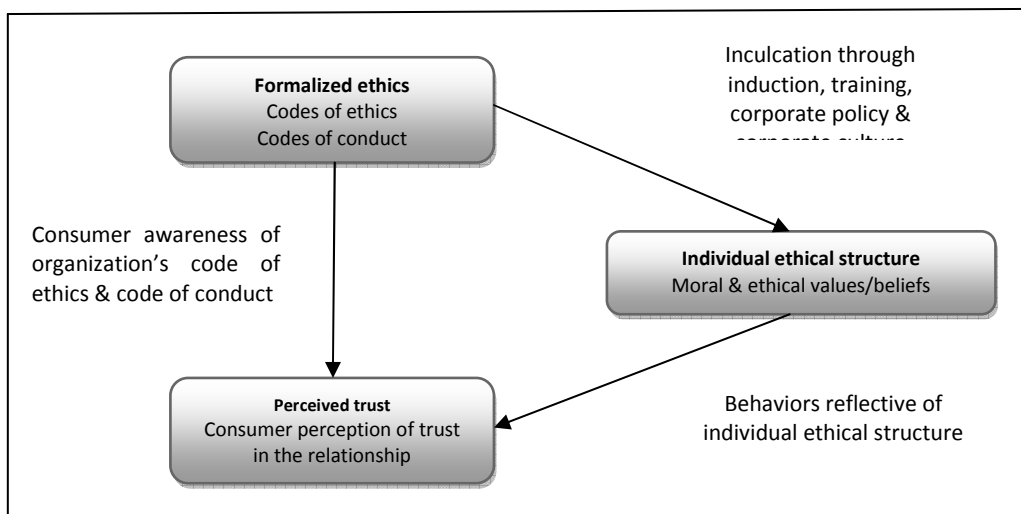 Formalized ethics
Codes of ethics
Codes of conduct
Inculcation through
induction, training,
corporate policy &
corporate culture
Consumer awareness of
organization's code of
ethics & code of conduct
Individual ethical structure
Moral & ethical values/beliefs
Perceived trust
Consumer perception of trust
in the relationship
Behaviors reflective of
individual ethical structure